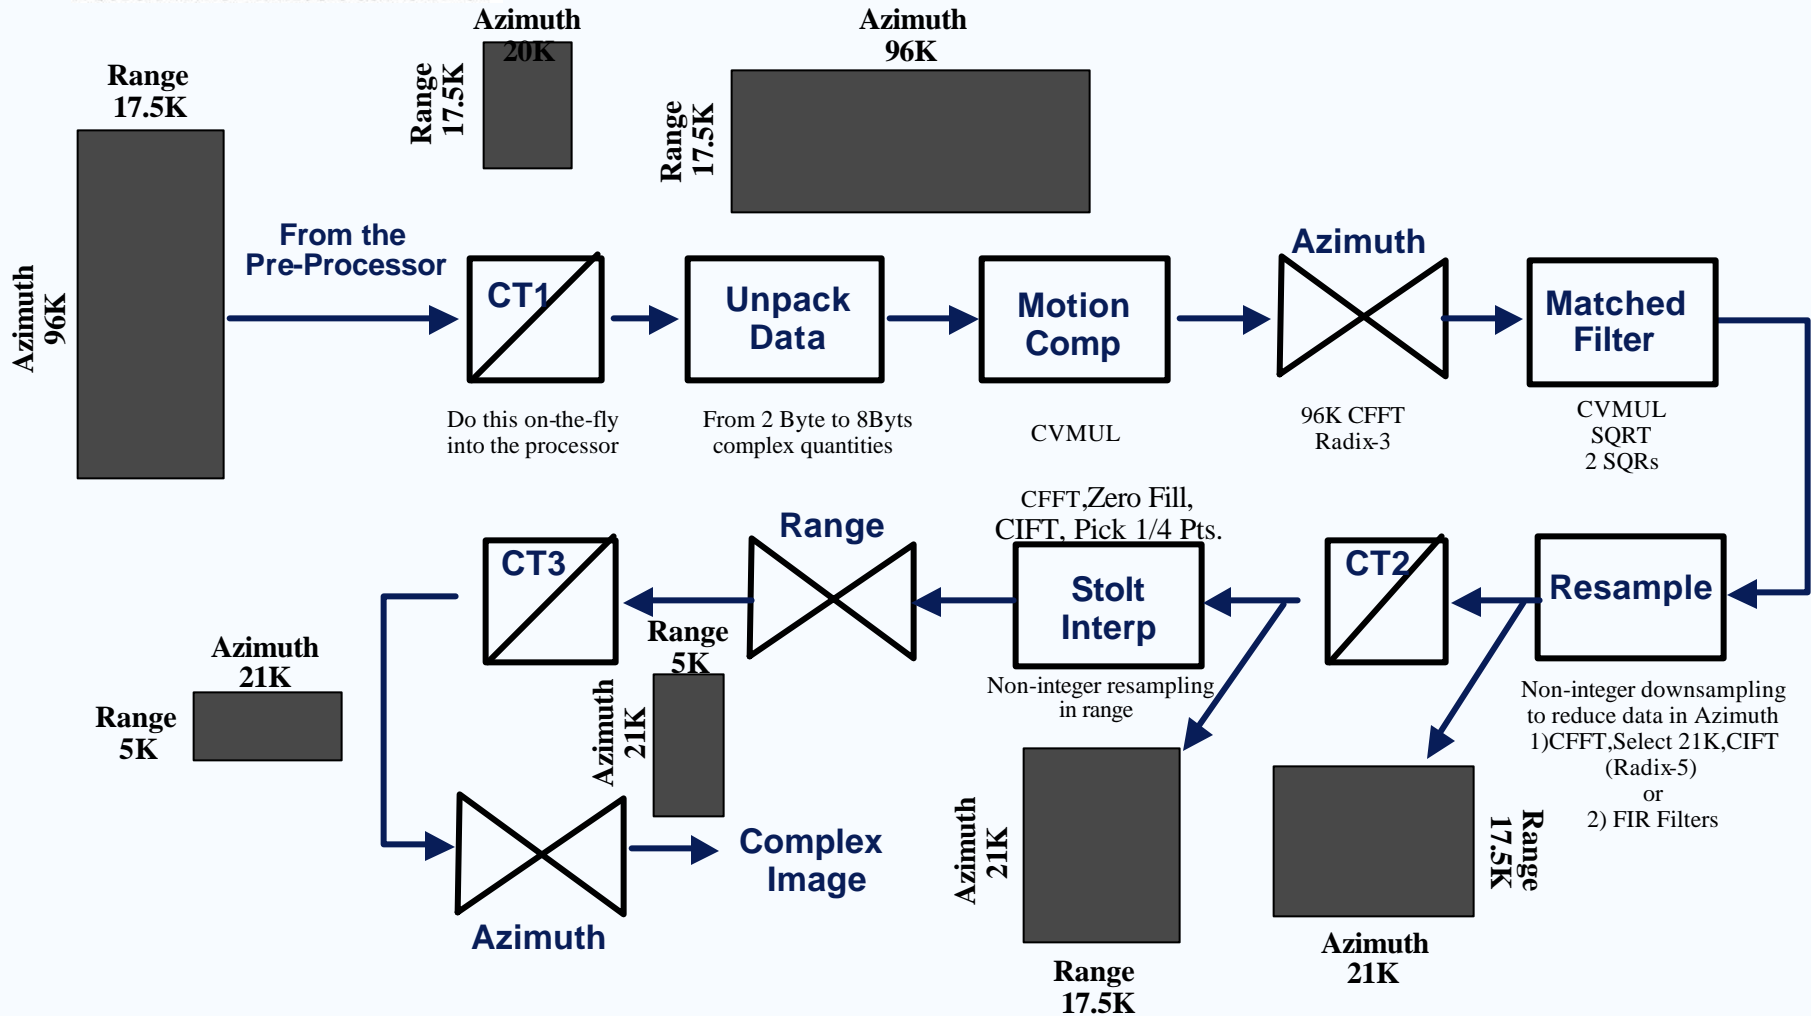 Azimuth
20K
Range
17.5K
Azimuth
96K
Range
17.5K
Range
17.5K
Azimuth
96K
From the
Pre-Processor
CT1
Do this on-the-fly
into the processor
Unpack
Data
From 2 Byte to 8Byts
complex quantities
Motion
Comp
CVMUL
Azimuth
96K CFFT
Radix-3
Matched
Filter
CVMUL
SQRT
2 SQRs
Resample
Non-integer downsampling
to reduce data in Azimuth
1)CFFT,Select 21K,CIFT
(Radix-5)
or
2) FIR Filters
Range
17.5K
Azimuth
21K
CT2
CFFT,Zero Fill,
CIFT, Pick 1/4 Pts.
Stolt
Interp
Non-integer resampling
in range
Azimuth
21K
Range
17.5K
Range
CT3
Range
5K
Azimuth
21K
Azimuth
21K
Range
5K
Azimuth
Complex
Image